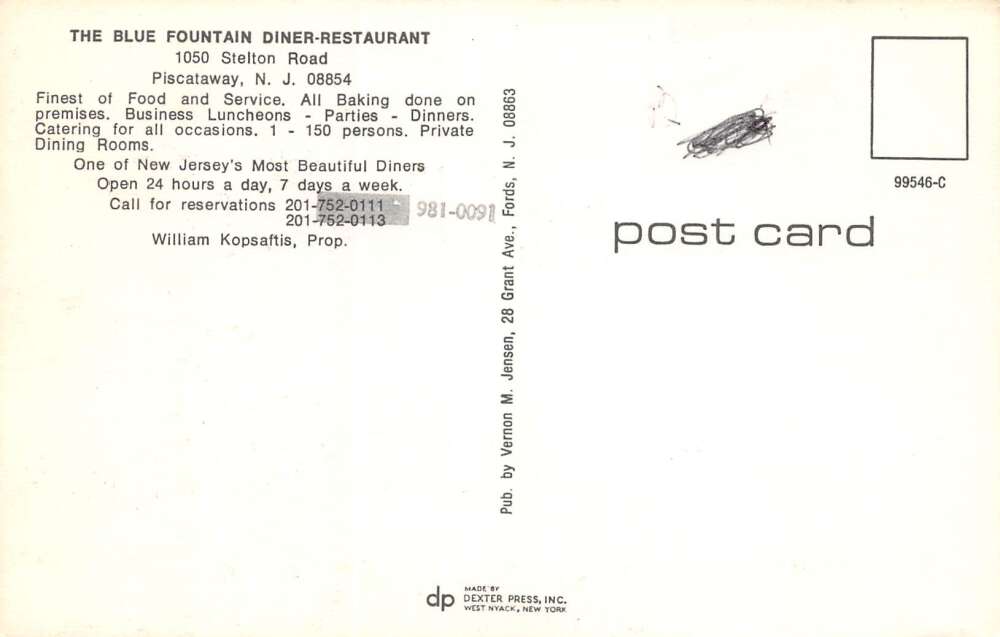 THE BLUE FOUNTAIN DINER-RESTAURANT
1050 Stelton Road
Piscataway, N. J. 08854
Finest of Food and Service. All Baking done on
premises. Business Luncheons - Parties - Dinners.
Catering for all occasions. 1 - 150 persons. Private
Dining Rooms.
One of New Jersey's Most Beautiful Diners
Open 24 hours a day, 7 days a week.
Call for reservations 201-752-0111
201-752-0113
981-0091
William Kopsaftis, Prop.
Pub. by Vernon M. Jensen, 28 Grant Ave., Fords, N. J. 08863
99546-C
post card
dp
MADE BY
DEXTER PRESS, INC.
WEST NYACK, NEW YORK